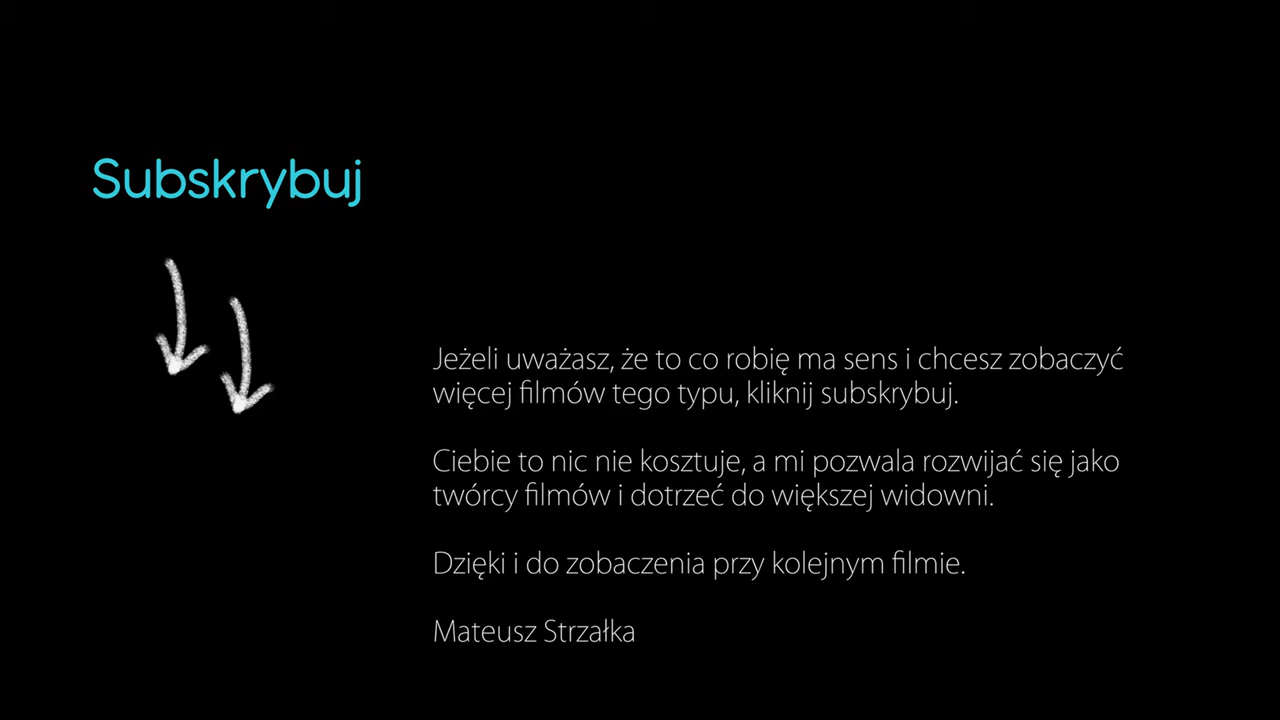 Subskrybuj
Jeżeli uważasz, że to co robię ma sens i chcesz zobaczyć
więcej filmów tego typu, kliknij subskrybuj.
Ciebie to nic nie kosztuje, a mi pozwala rozwijać się jako
twórcy filmów i dotrzeć do większej widowni.
Dzięki i do zobaczenia przy kolejnym filmie.
Mateusz Strzałka